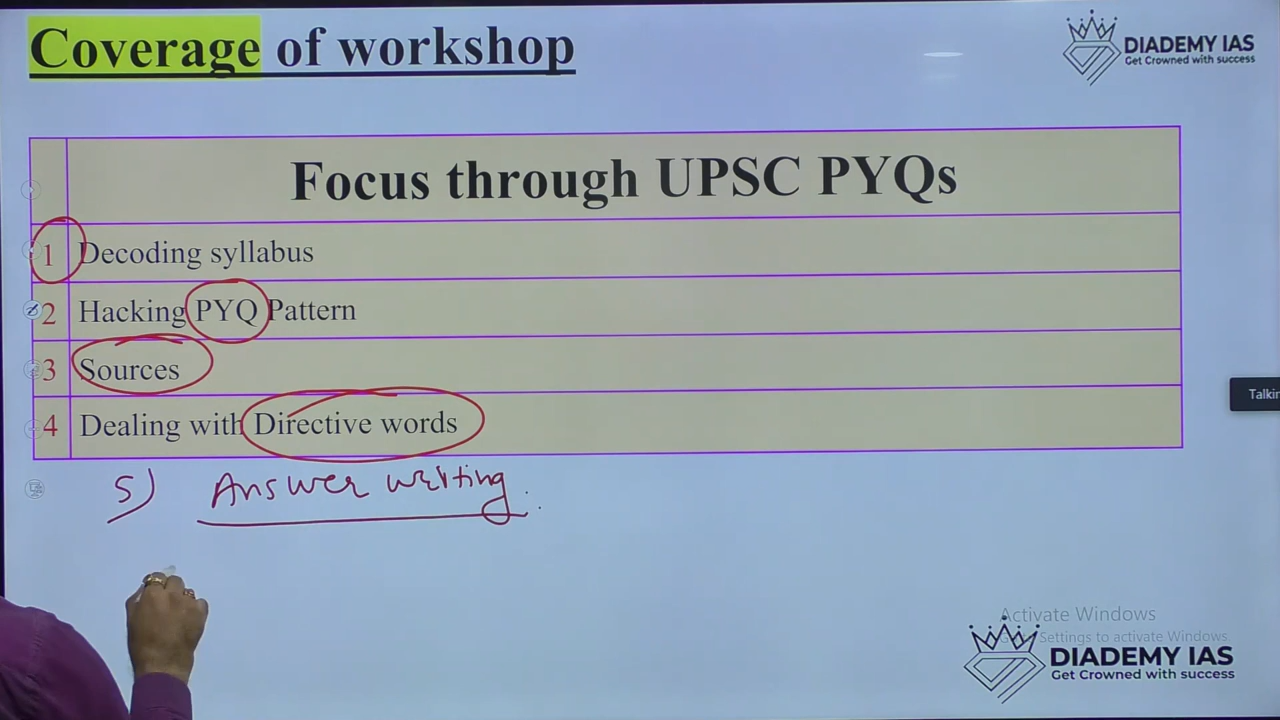 Coverage of workshop
DIADEMY IAS
Get Crowned with success
Focus through UPSC PYQs
1 Decoding syllabus
2 Hacking PYQ Pattern
3 Sources
4 Dealing with Directive words
Talkin
5) Answer writing.
Activate Windows
Settings to activate Windows.
DIADEMY IAS
Get Crowned with success